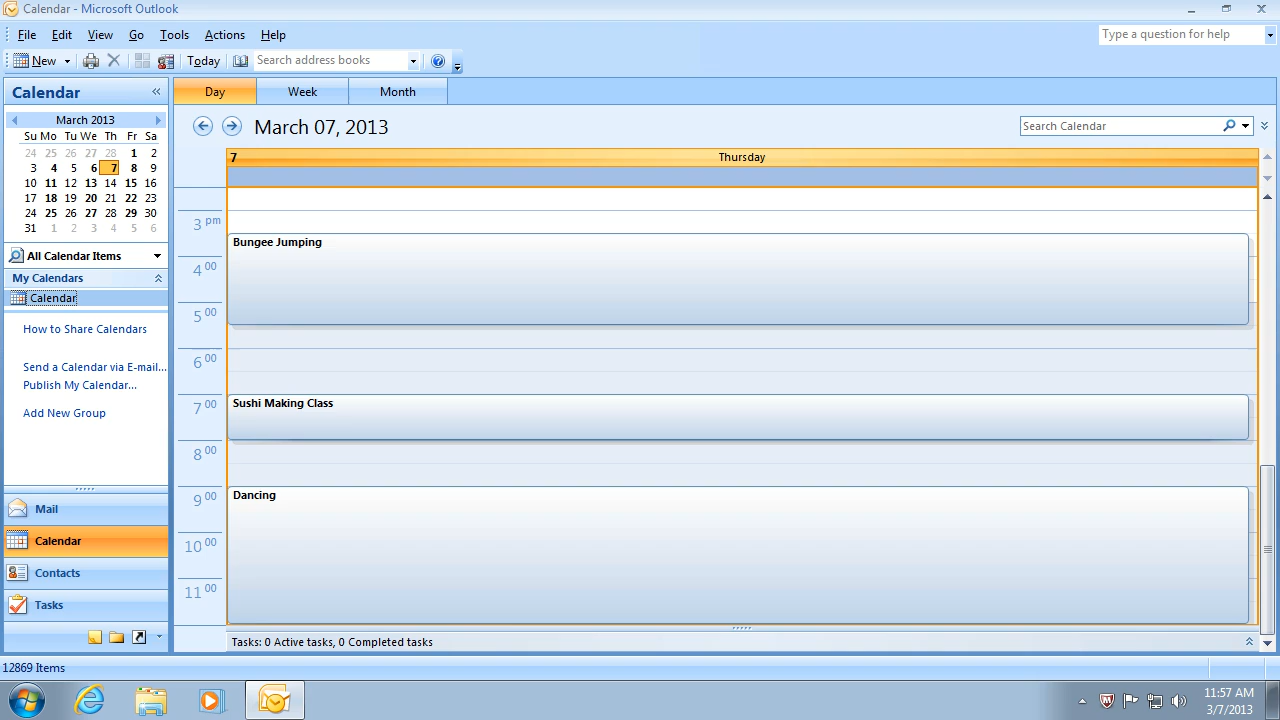 Calendar - Microsoft Outlook
File Edit View Go Tools Actions Help
Type a question for help
New Today Search address books
Calendar «
Day Week Month
March 2013
Su Mo Tu We Th Fr Sa
24 25 26 27 28 1 2
3 4 5 6 7 8 9
10 11 12 13 14 15 16
17 18 19 20 21 22 23
24 25 26 27 28 29 30
31 1 2 3 4 5 6
March 07, 2013
Search Calendar
7 Thursday
All Calendar Items
My Calendars
Calendar
How to Share Calendars
Send a Calendar via E-mail...
Publish My Calendar...
Add New Group
3 pm
Bungee Jumping
4 00
5 00
6 00
7 00
Sushi Making Class
8 00
9 00
Dancing
10 00
11 00
Mail
Calendar
Contacts
Tasks
Tasks: 0 Active tasks, 0 Completed tasks
12869 Items
11:57 AM
3/7/2013